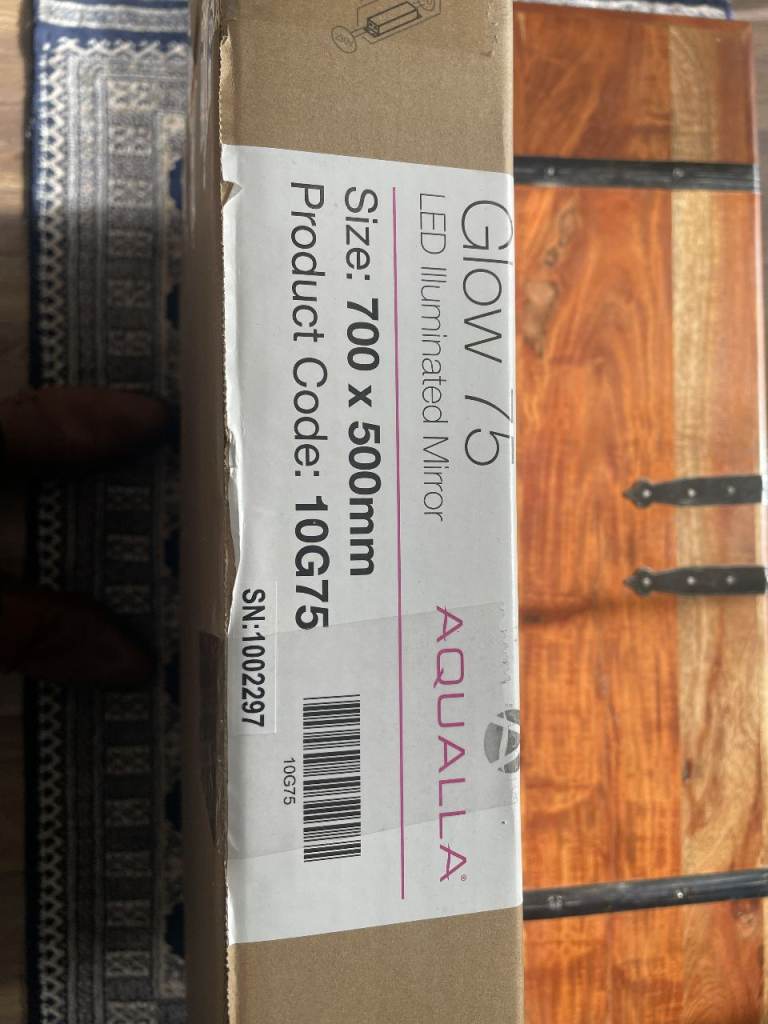 Glow 75
LED Illuminated Mirror
AQUALLA®
Size: 700 x 500mm
Product Code: 10G75
10G75
SN:1002297